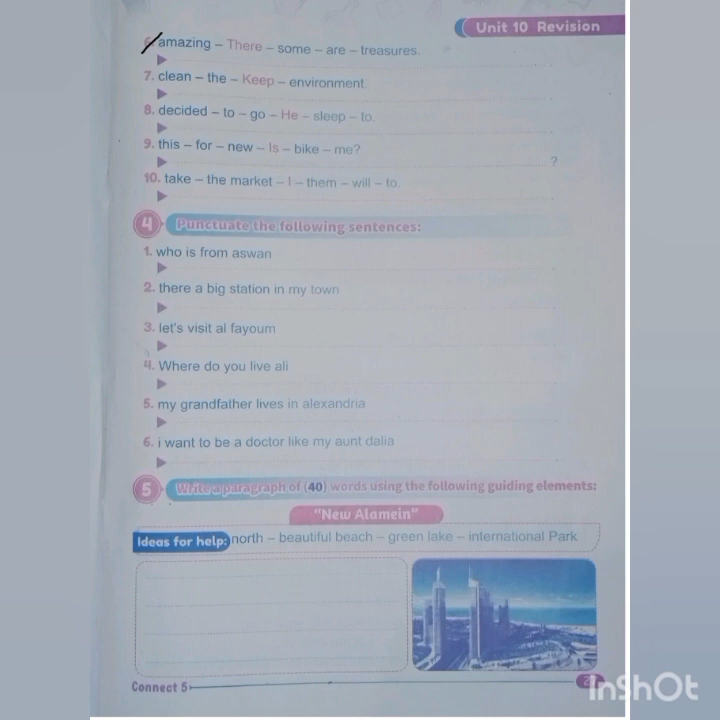 Unit 10 Revision
6. amazing – There – some – are – treasures.
7. clean – the – Keep – environment.
8. decided – to – go – He – sleep – to.
9. this – for – new – Is – bike – me?
?
10. take – the market – I – them – will – to.
4 Punctuate the following sentences:
1. who is from aswan
2. there a big station in my town
3. let's visit al fayoum
4. Where do you live ali
5. my grandfather lives in alexandria
6. i want to be a doctor like my aunt dalia
5 Write a paragraph of (40) words using the following guiding elements:
"New Alamein"
Ideas for help: north – beautiful beach – green lake – international Park
Connect 5
InShOt